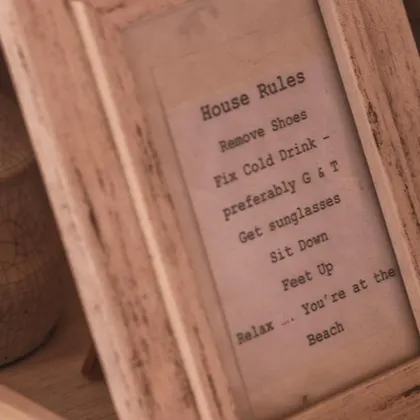 House Rules
Remove Shoes
Fix Cold Drink -
preferably G & T
Get sunglasses
Sit Down
Feet Up
Relax .... You're at the
Beach